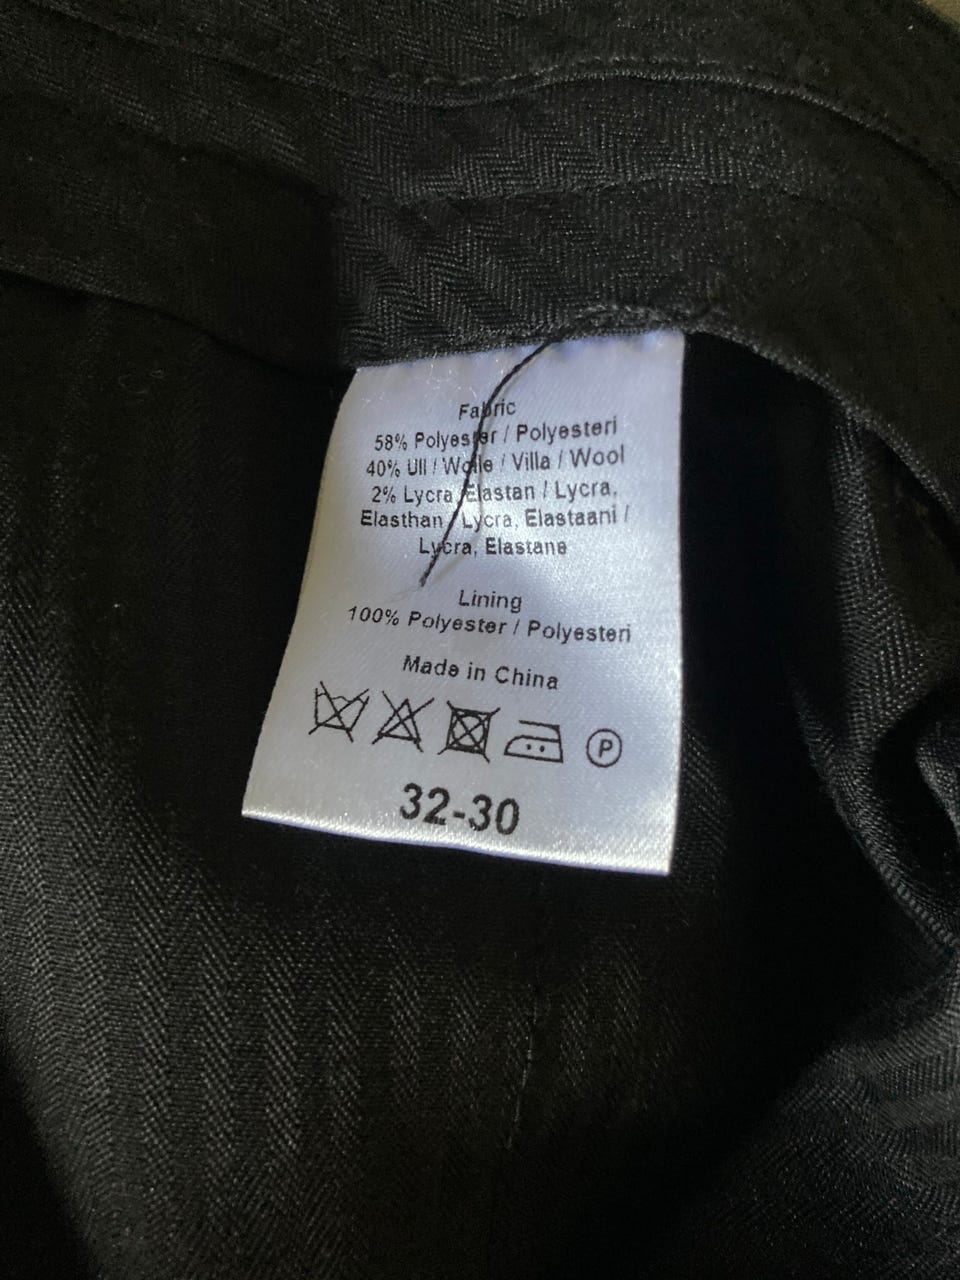 Fabric
58% Polyester / Polyesteri
40% Ull / Wolle / Villa / Wool
2% Lycra, Elastan / Lycra,
Elasthan / Lycra, Elastaani /
Lycra, Elastane
Lining
100% Polyester / Polyesteri
Made in China
P
32-30